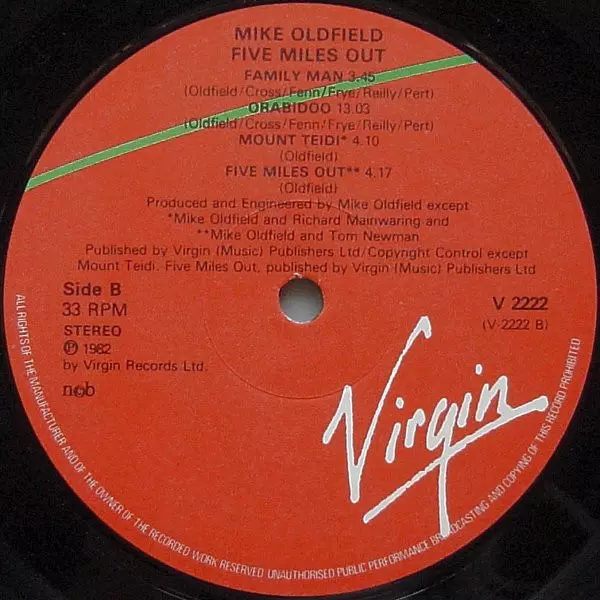 MIKE OLDFIELD
FIVE MILES OUT
FAMILY MAN 3.45
(Oldfield/Cross/Fenn/Frye/Reilly/Pert)
ORABIDOO 13.03
(Oldfield/Cross/Fenn/Frye/Reilly/Pert)
MOUNT TEIDI* 4.10
(Oldfield)
FIVE MILES OUT** 4.17
(Oldfield)
Produced and Engineered by Mike Oldfield except
*Mike Oldfield and Richard Mainwaring and
**Mike Oldfield and Tom Newman
Published by Virgin (Music) Publishers Ltd/Copyright Control except
Mount Teidi, Five Miles Out, published by Virgin (Music) Publishers Ltd
Side B
33 RPM
STEREO
Ⓟ 1982
by Virgin Records Ltd.
ncb
V 2222
(V-2222 B)
Virgin
ALL RIGHTS OF THE MANUFACTURER AND OF THE OWNER OF THE RECORDED WORK RESERVED UNAUTHORISED PUBLIC PERFORMANCE BROADCASTING AND COPYING OF THIS RECORD PROHIBITED